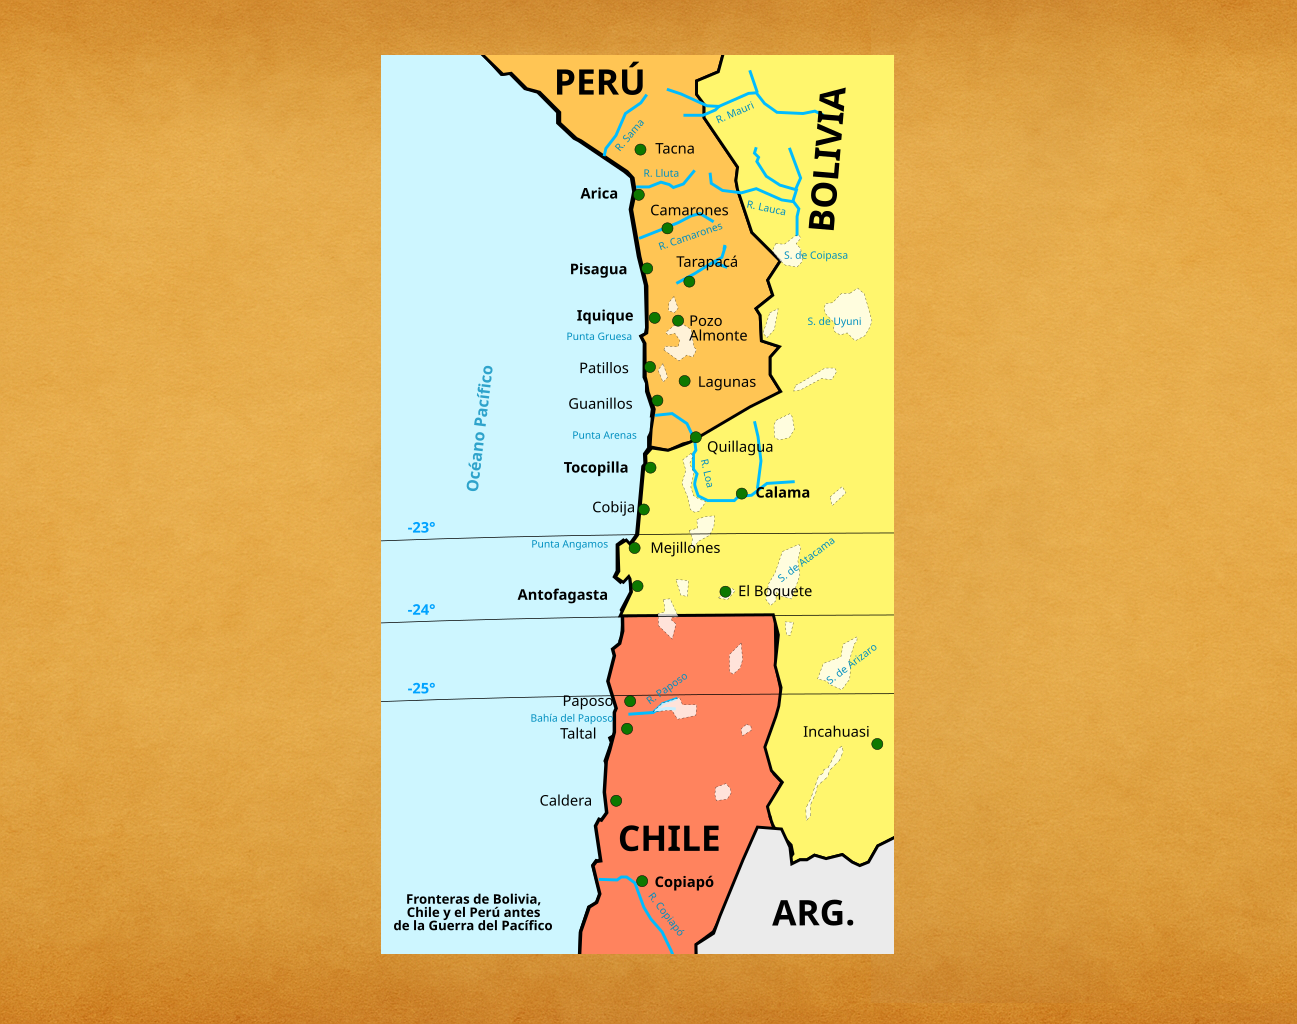 PERÚ
BOLIVIA
R. Mauri
R. Sama
Tacna
R. Lluta
Arica
Camarones
R. Lauca
R. Camarones
S. de Coipasa
Tarapacá
Pisagua
Iquique
Pozo
Almonte
S. de Uyuni
Punta Gruesa
Patillos
Lagunas
Guanillos
Océano Pacífico
Punta Arenas
Quillagua
Tocopilla
R. Loa
Calama
Cobija
-23°
Punta Angamos
Mejillones
S. de Atacama
Antofagasta
El Boquete
-24°
S. de Arizaro
-25°
R. Paposo
Paposo
Bahía del Paposo
Taltal
Incahuasi
Caldera
CHILE
Copiapó
R. Copiapó
ARG.
Fronteras de Bolivia,
Chile y el Perú antes
de la Guerra del Pacífico